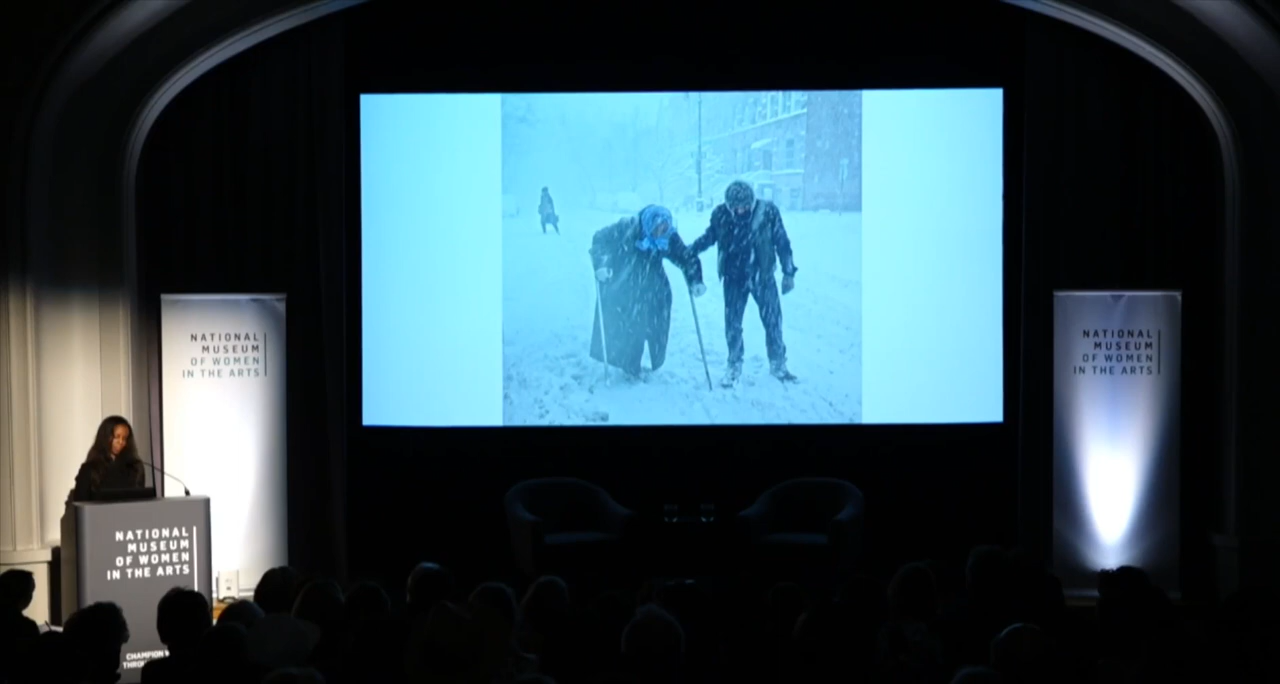 NATIONAL
MUSEUM
OF WOMEN
IN THE ARTS
NATIONAL
MUSEUM
OF WOMEN
IN THE ARTS
NATIONAL
MUSEUM
OF WOMEN
IN THE ARTS
CHAMPION